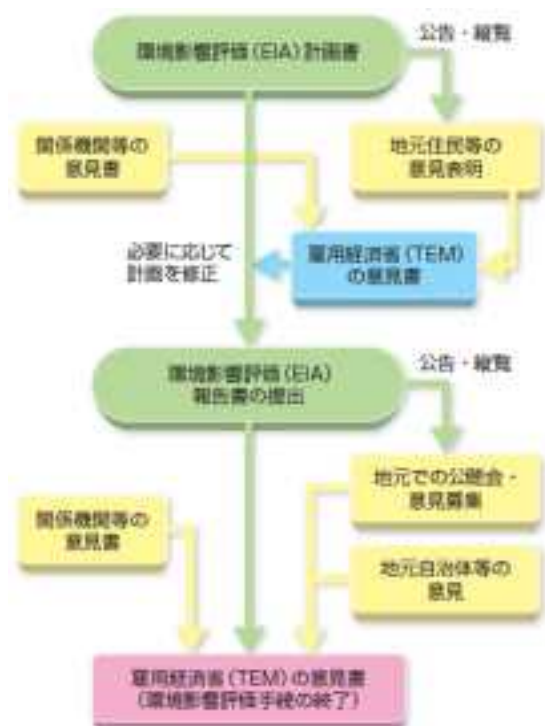 環境影響評価（EIA）計画書
公告・縦覧
関係機関等の
意見書
地元住民等の
意見表明
必要に応じて
計画を修正
雇用経済省（TEM）
の意見書
環境影響評価（EIA）
報告書の提出
公告・縦覧
地元での公聴会・
意見募集
関係機関等の
意見書
地元自治体等の
意見
雇用経済省（TEM）の意見書
（環境影響評価手続の終了）